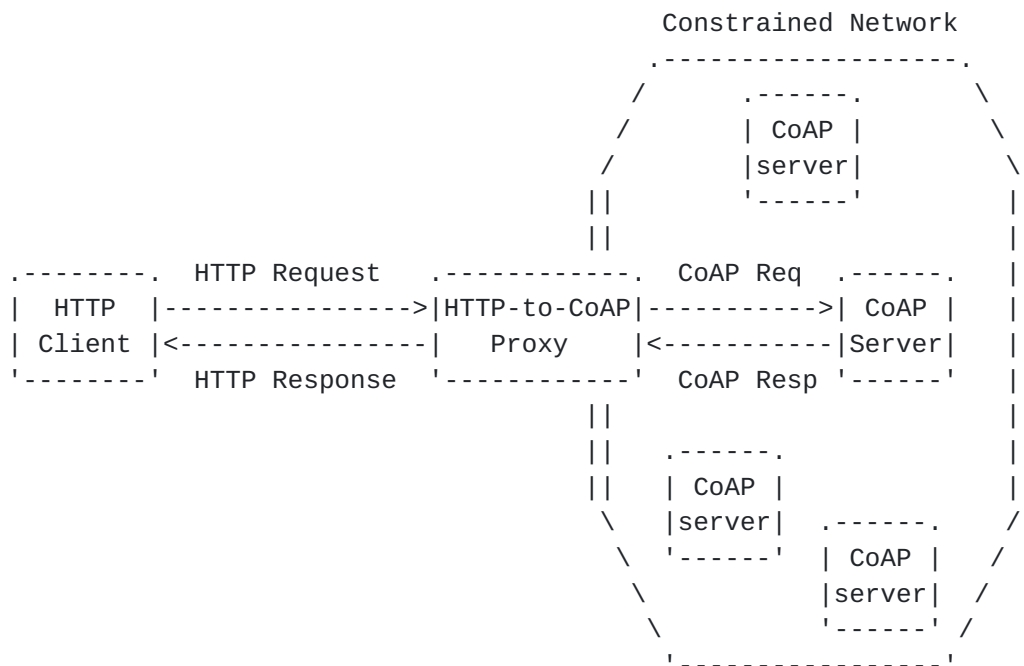 Constrained Network
CoAP
server
HTTP Request CoAP Req
HTTP HTTP-to-CoAP CoAP
Client Proxy Server
HTTP Response CoAP Resp
CoAP
server
CoAP
server